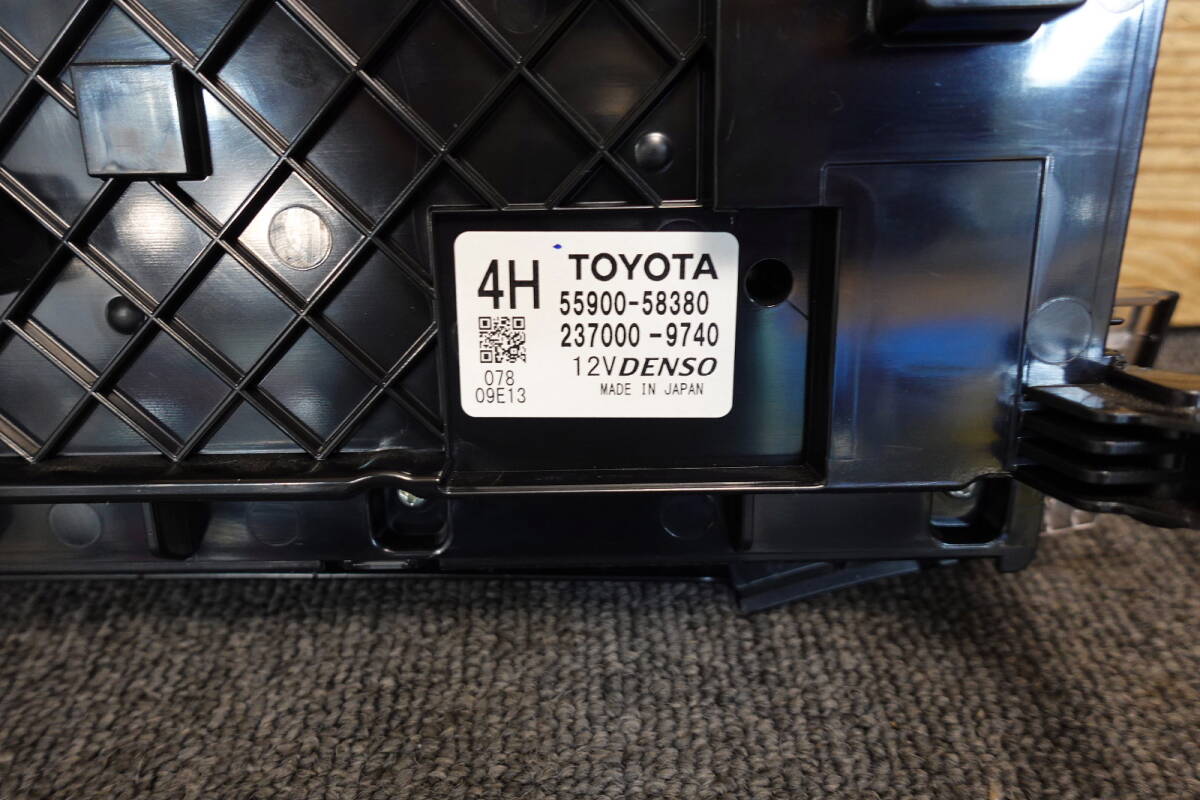 4H TOYOTA
55900-58380
237000 -9740
12V DENSO
078
09E13
MADE IN JAPAN